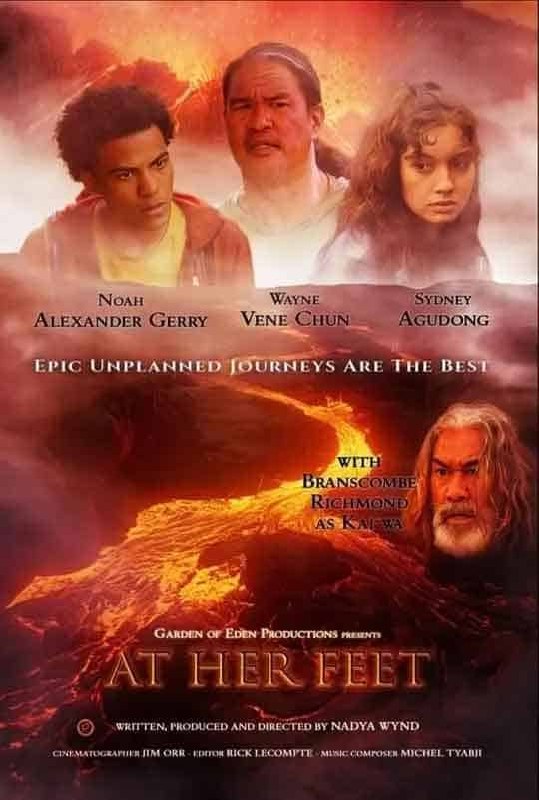 NOAH
ALEXANDER GERRY
WAYNE
VENE CHUN
SYDNEY
AGUDONG
EPIC UNPLANNED JOURNEYS ARE THE BEST
WITH
BRANSCOMBE
RICHMOND
AS KAI'WA
GARDEN OF EDEN PRODUCTIONS PRESENTS
AT HER FEET
WRITTEN, PRODUCED AND DIRECTED BY NADYA WYND
CINEMATOGRAPHER JIM ORR - EDITOR RICK LECOMPTE - MUSIC COMPOSER MICHEL TYABJI